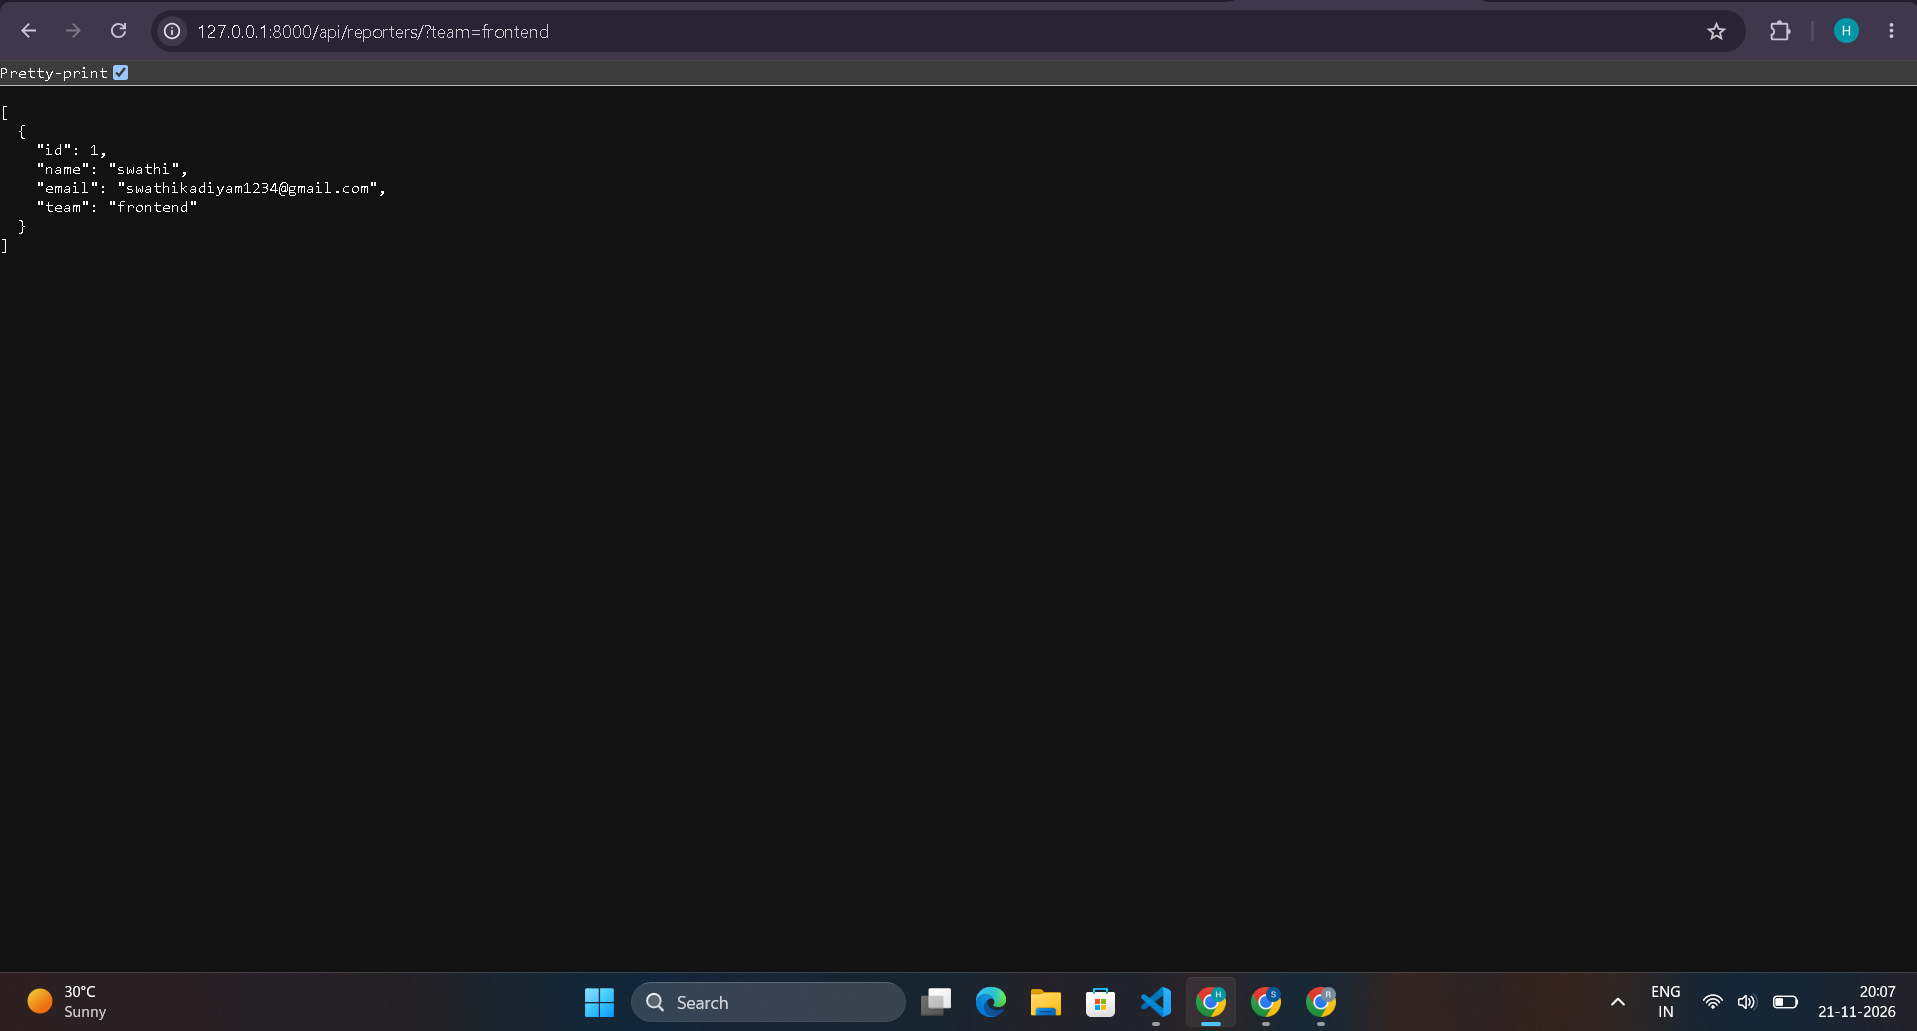 127.0.0.1:8000/api/reporters/?team=frontend
H
Pretty-print
[
{
"id": 1,
"name": "swathi",
"email": "swathikadiyam1234@gmail.com",
"team": "frontend"
}
]
30°C
Sunny
Search
H
S
R
ENG
IN
20:07
21-11-2026